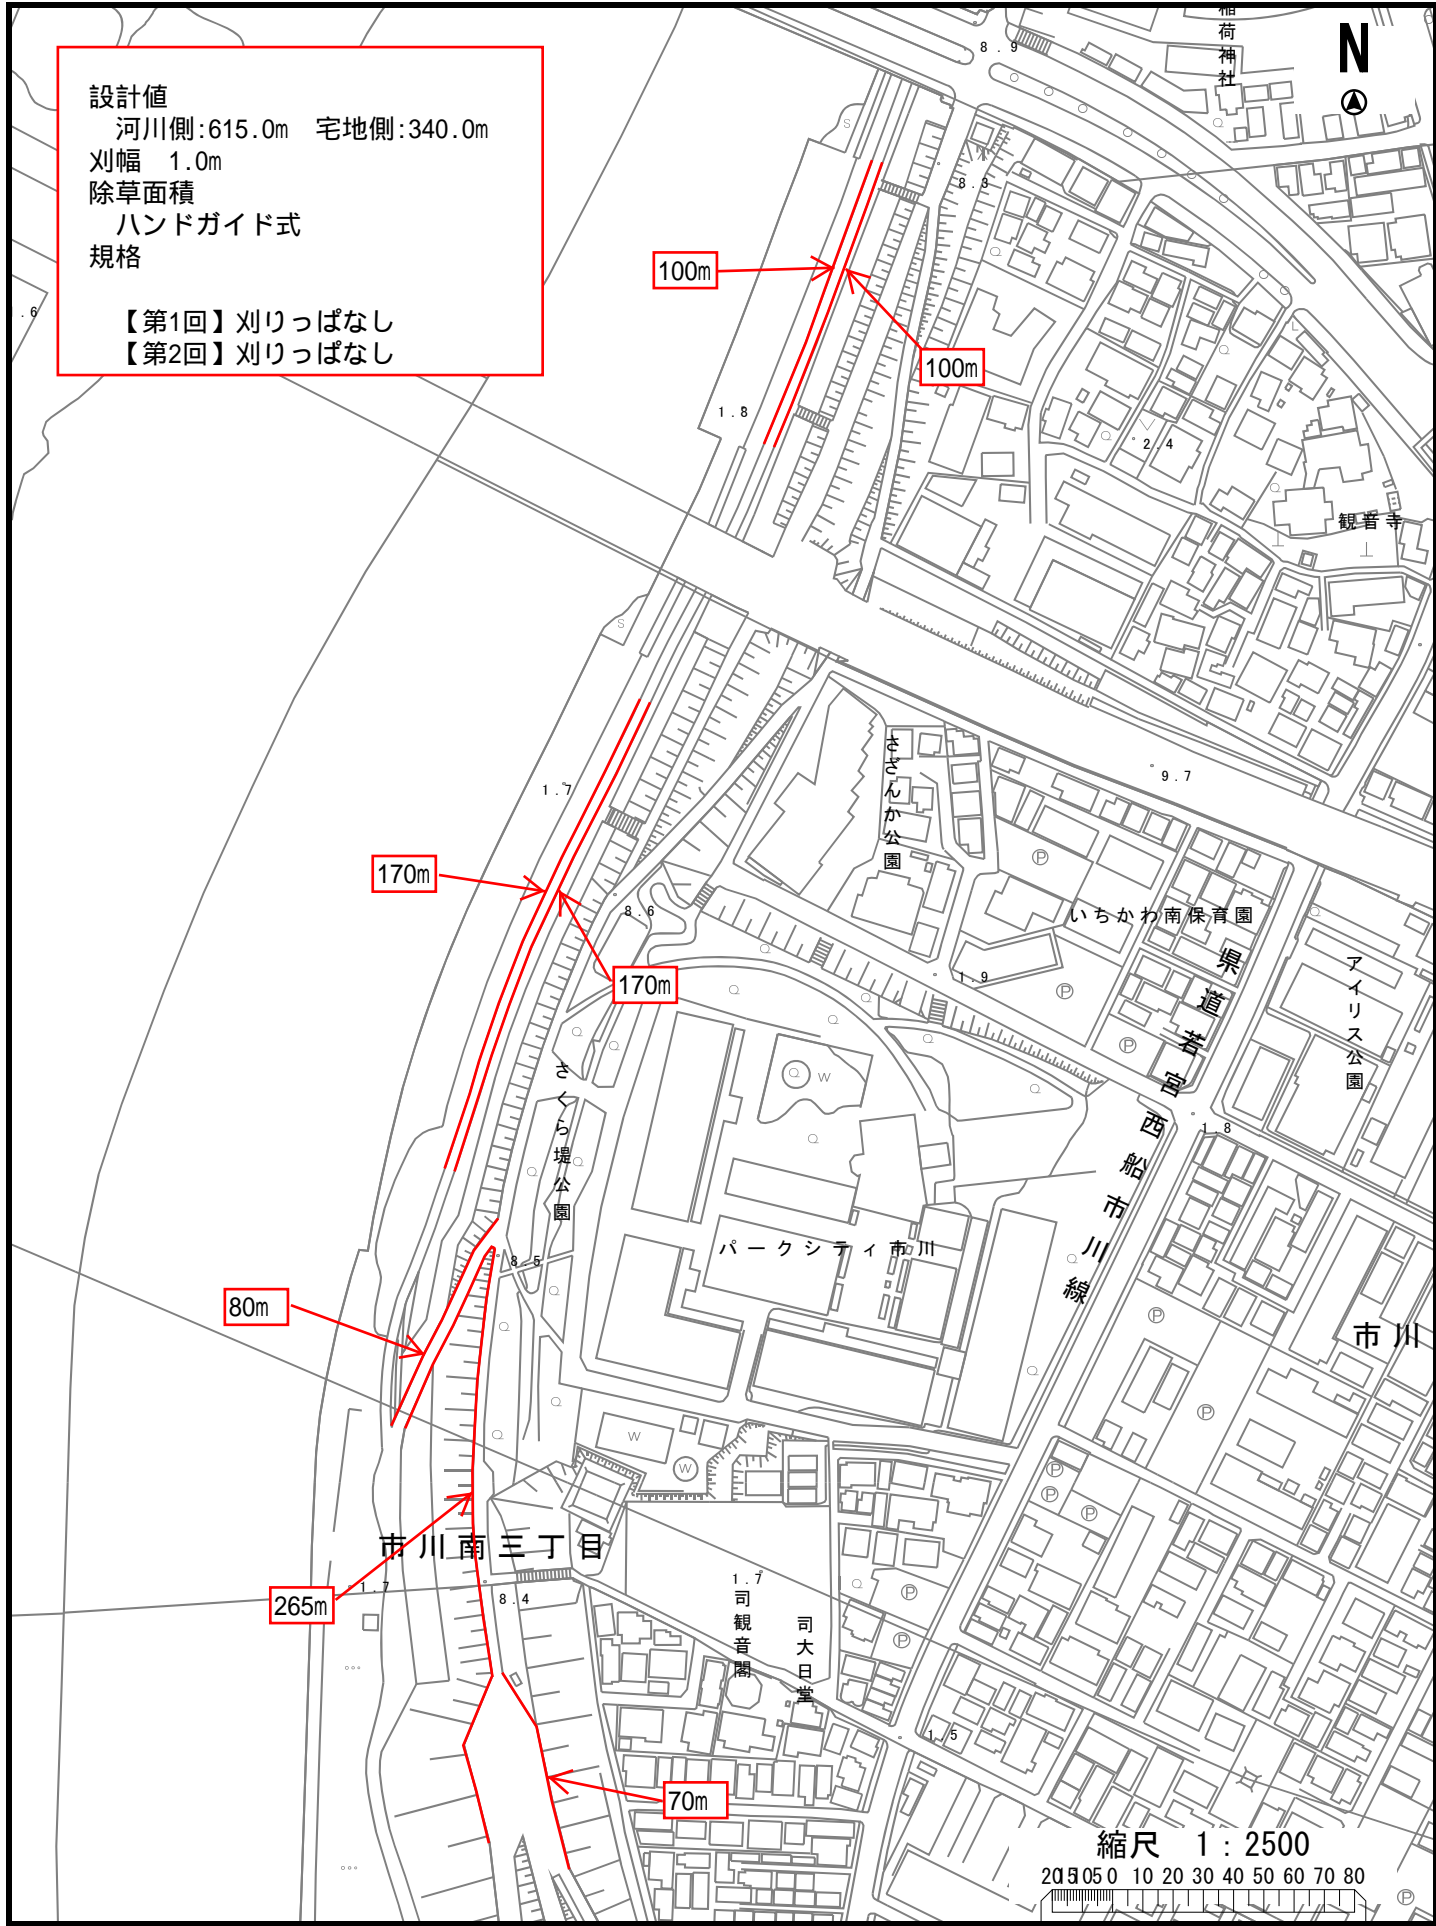 設計値
河川側:615.0m　宅地側:340.0m
刈幅　1.0m
除草面積
ハンドガイド式
規格
【第1回】刈りっぱなし
【第2回】刈りっぱなし
N
稲荷神社
8.9
8.3
S
.6
100m
100m
1.8
2.4
観音寺
S
さざんか公園
9.7
1.7
170m
8.6
いちかわ南保育園
170m
1.9
県道若宮西船市川線
アイリス公園
さくら堤公園
W
1.8
パークシティ市川
8.5
80m
市川
W
W
265m
市川南三丁目
1.7
8.4
1.7
司観音閣
司大日堂
1.5
70m
縮尺　1:2500
20 15 10 5 0 10 20 30 40 50 60 70 80